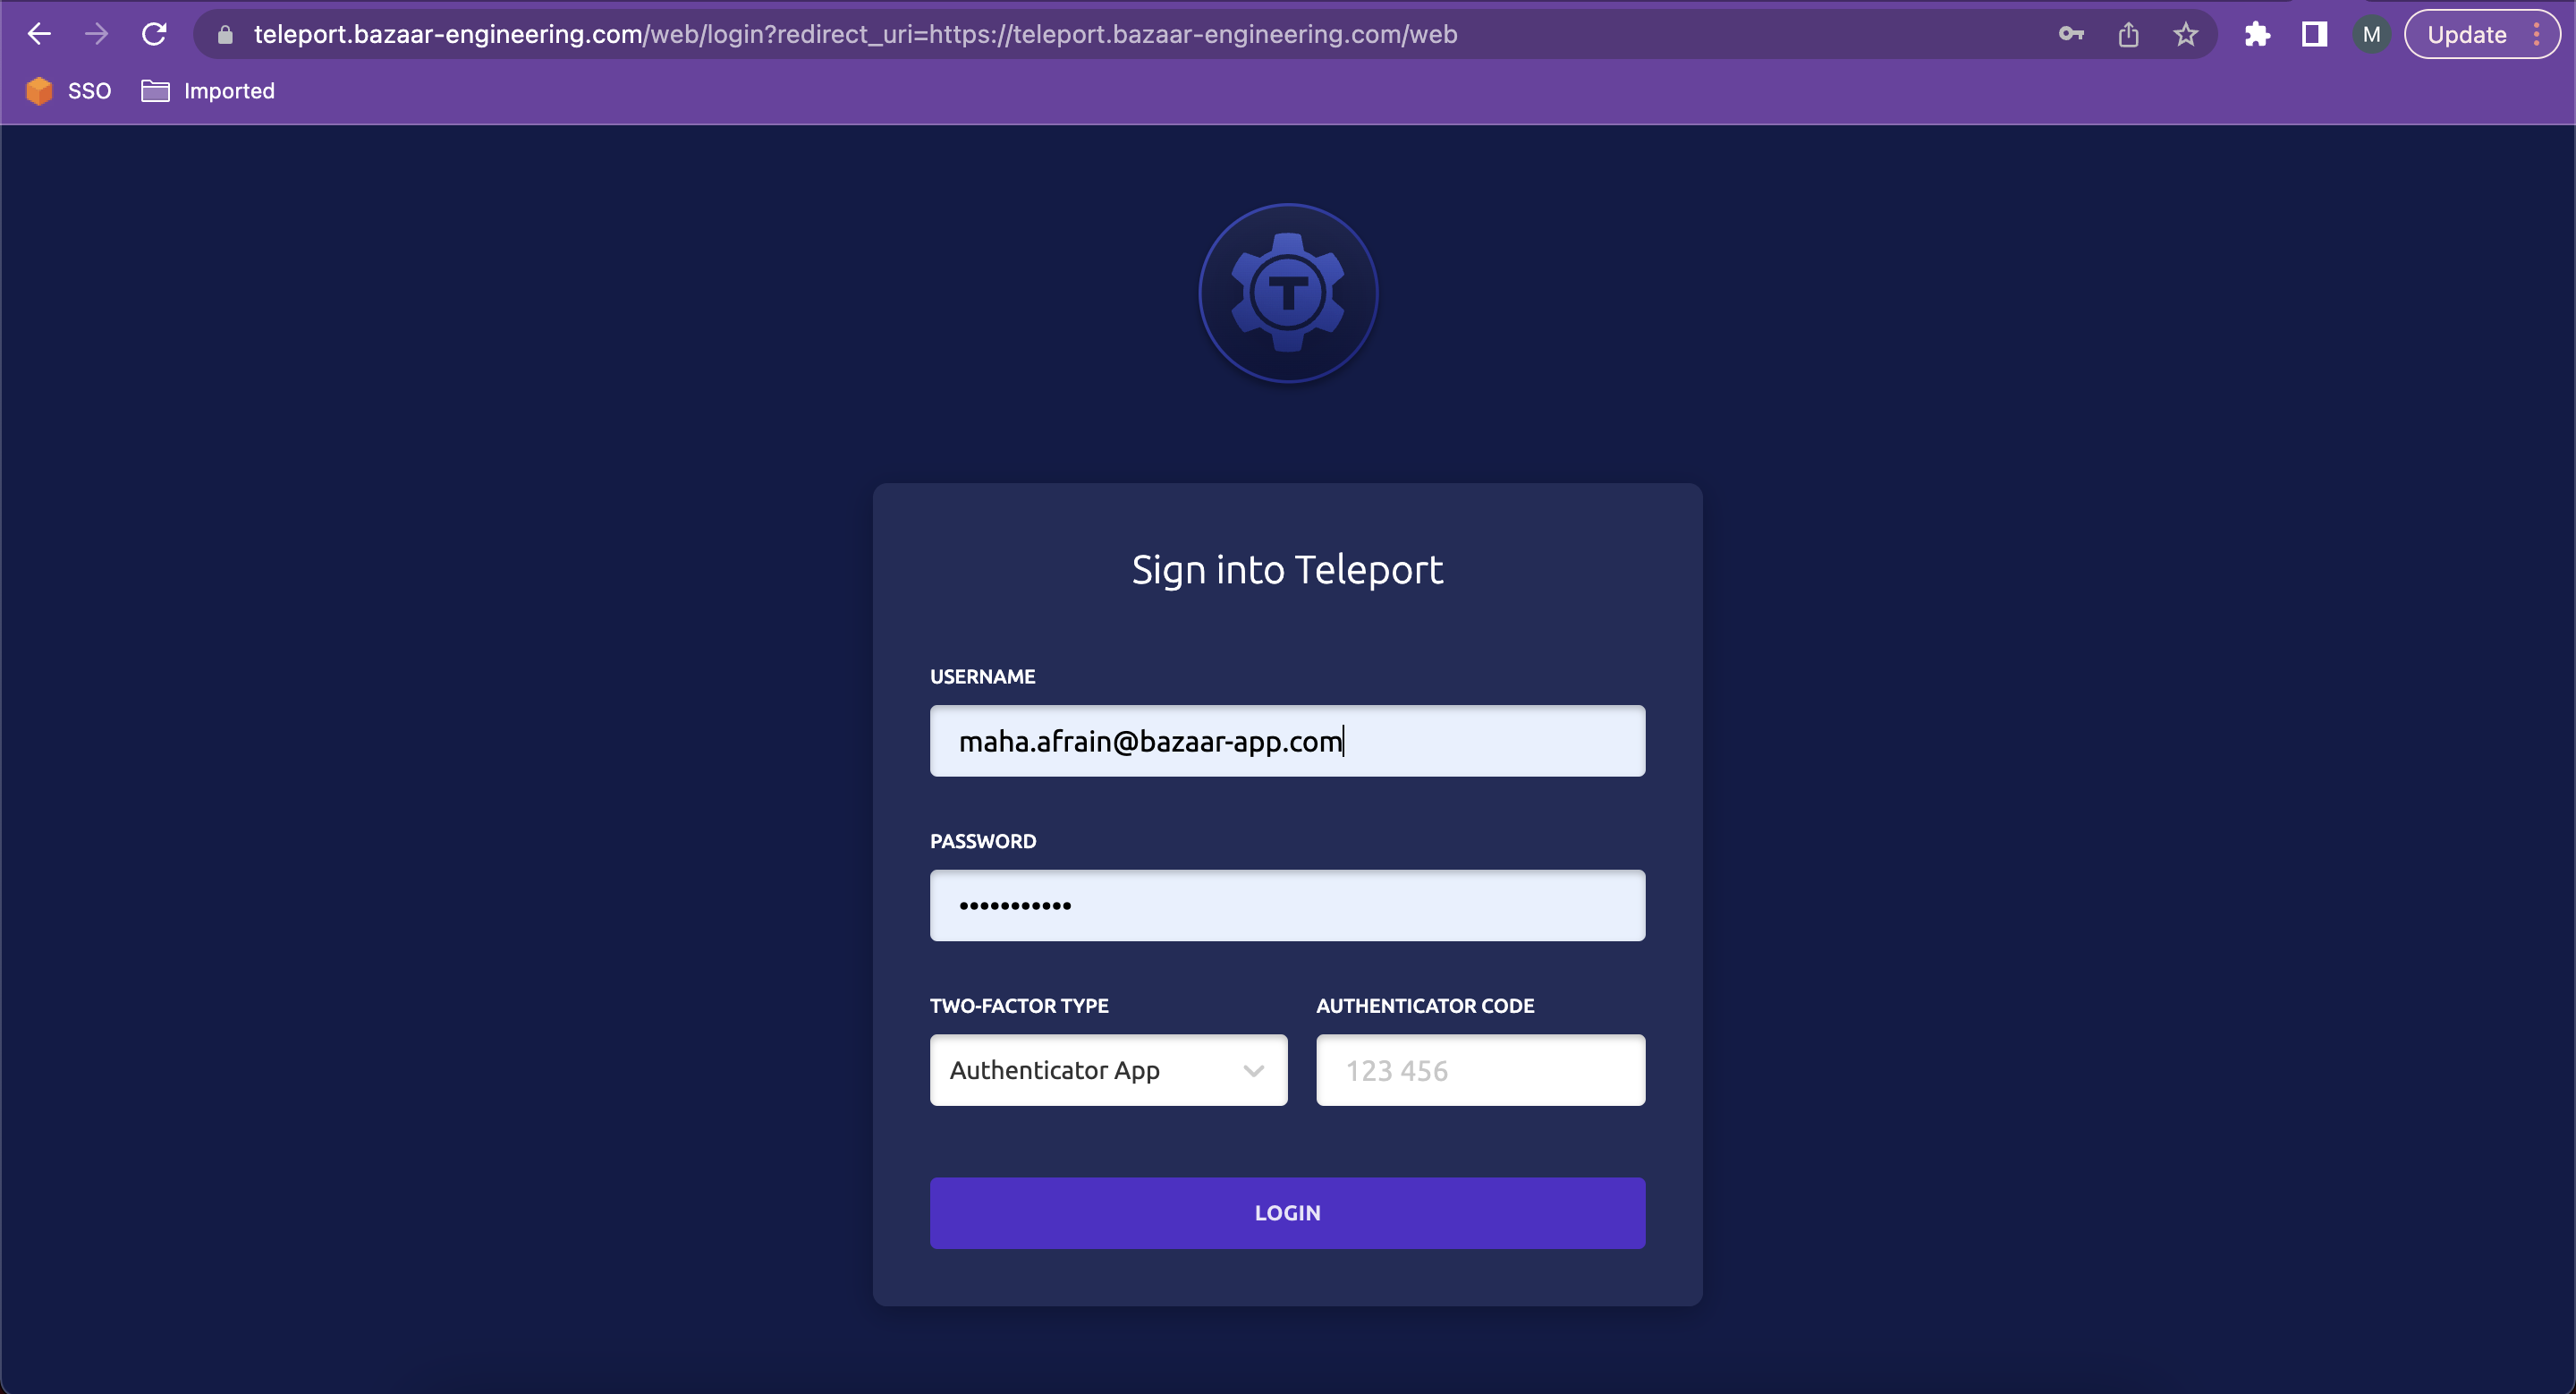 teleport.bazaar-engineering.com/web/login?redirect_uri=https://teleport.bazaar-engineering.com/web
M
Update
SSO
Imported
T
Sign into Teleport
USERNAME
maha.afrain@bazaar-app.com
PASSWORD
•••••••••••
TWO-FACTOR TYPE
AUTHENTICATOR CODE
Authenticator App
123 456
LOGIN